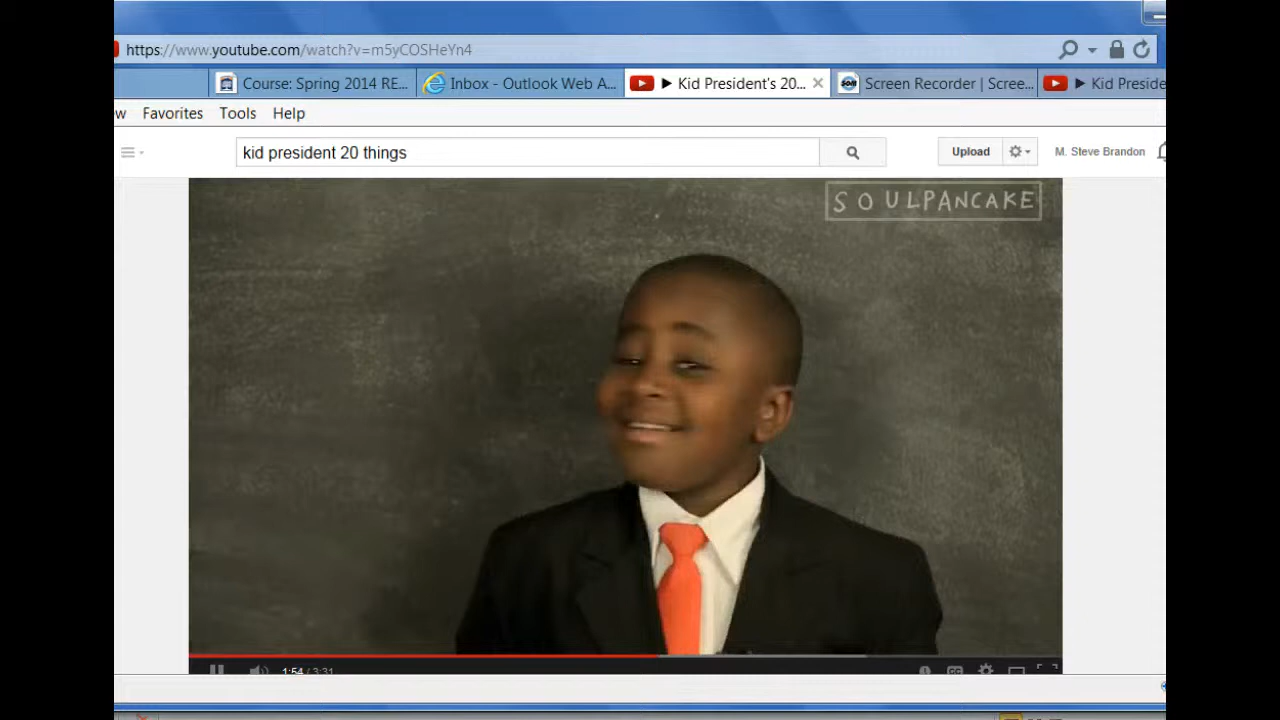 https://www.youtube.com/watch?v=m5yCOSHeYn4
Course: Spring 2014 RE...
Inbox - Outlook Web A...
Kid President's 20...
Screen Recorder | Scree...
Kid Preside
w Favorites Tools Help
kid president 20 things
Upload
M. Steve Brandon
SOULPANCAKE
1:54 / 3:31